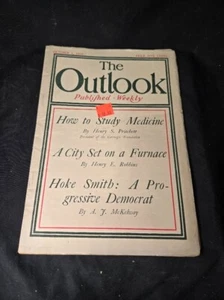 The
Outlook
Published Weekly
How to Study Medicine
By Henry S. Pritchett
A City Set on a Furnace
By Henry E. Robbins
Hoke Smith: A Pro-
gressive Democrat
By A. J. McKelway